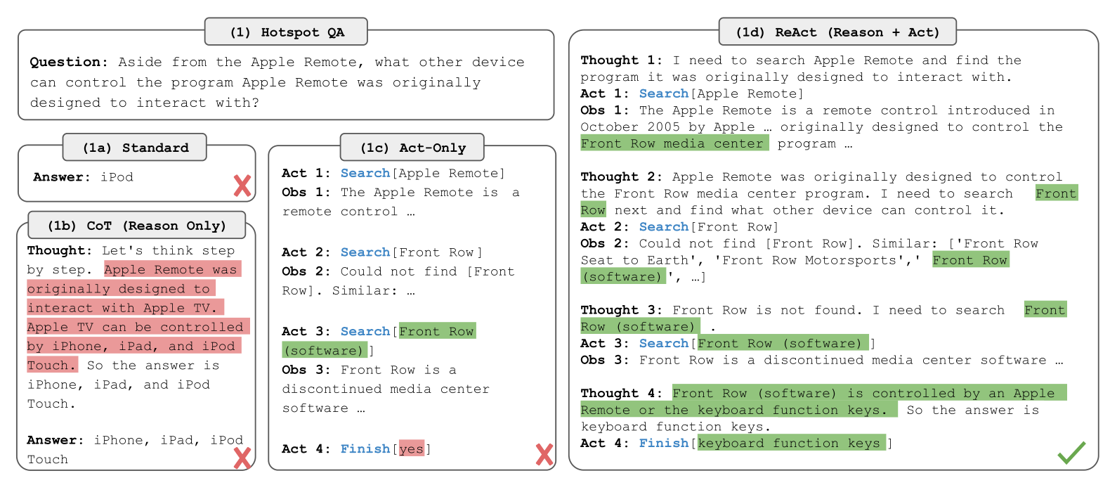 (1) Hotspot QA
Question: Aside from the Apple Remote, what other device
can control the program Apple Remote was originally
designed to interact with?
(1a) Standard
Answer: iPod
(1b) CoT (Reason Only)
Thought: Let's think step
by step. Apple Remote was
originally designed to
interact with Apple TV.
Apple TV can be controlled
by iPhone, iPad, and iPod
Touch. So the answer is
iPhone, iPad, and iPod
Touch.
Answer: iPhone, iPad, iPod
Touch
(1c) Act-Only
Act 1: Search[Apple Remote]
Obs 1: The Apple Remote is a
remote control …
Act 2: Search[Front Row]
Obs 2: Could not find [Front
Row]. Similar: …
Act 3: Search[Front Row
(software)]
Obs 3: Front Row is a
discontinued media center
software …
Act 4: Finish[yes]
(1d) ReAct (Reason + Act)
Thought 1: I need to search Apple Remote and find the
program it was originally designed to interact with.
Act 1: Search[Apple Remote]
Obs 1: The Apple Remote is a remote control introduced in
October 2005 by Apple … originally designed to control the
Front Row media center program …
Thought 2: Apple Remote was originally designed to control
the Front Row media center program. I need to search Front
Row next and find what other device can control it.
Act 2: Search[Front Row]
Obs 2: Could not find [Front Row]. Similar: ['Front Row
Seat to Earth', 'Front Row Motorsports',' Front Row
(software)', …]
Thought 3: Front Row is not found. I need to search Front
Row (software) .
Act 3: Search[Front Row (software)]
Obs 3: Front Row is a discontinued media center software …
Thought 4: Front Row (software) is controlled by an Apple
Remote or the keyboard function keys. So the answer is
keyboard function keys.
Act 4: Finish[keyboard function keys]